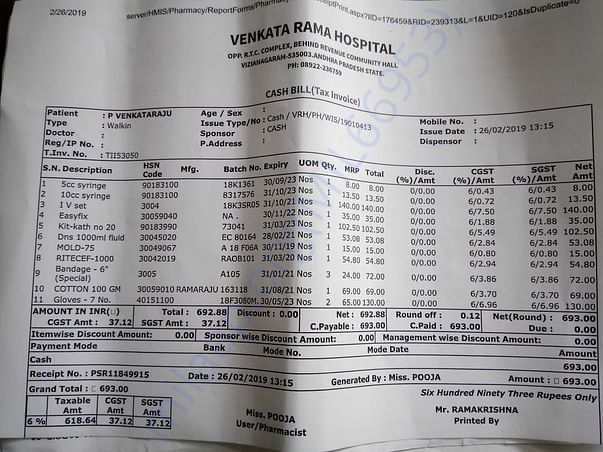 2/26/2019
server/HMIS/Pharmacy/ReportForms/Pharma
ceiptPrint.aspx?IID=176459&RID=239313&L=1&UID=120&IsDuplicate=0
VENKATA RAMA HOSPITAL
OPP. R.T.C. COMPLEX, BEHIND REVENUE COMMUNITY HALL
VIZIANAGARAM-535003.ANDHRA PRADESH STATE.
PH: 08922-236759
CASH BILL(Tax Invoice)
Patient : P VENKATARAJU Age / Sex : Mobile No. :
Type : Walkin Issue Type/No : Cash / VRH/PH/WIS/19010413 Issue Date : 26/02/2019 13:15
Doctor : Sponsor : CASH Dispensor :
Reg/IP No. : P.Address :
T.Inv. No. : TII53050
S.N. Description HSN Code Mfg. Batch No. Expiry UOM Qty. MRP Total Disc. (%)/Amt CGST (%)/Amt SGST (%)/Amt Net Amt
1 5cc syringe 90183100 18K1361 30/09/23 Nos 1 8.00 8.00 0/0.00 6/0.43 6/0.43 8.00
2 10cc syringe 90183100 8317576 31/10/23 Nos 1 13.50 13.50 0/0.00 6/0.72 6/0.72 13.50
3 I V set 3004 18K3SR05 31/10/21 Nos 1 140.00 140.00 0/0.00 6/7.50 6/7.50 140.00
4 Easyfix 30059040 NA . 30/11/22 Nos 1 35.00 35.00 0/0.00 6/1.88 6/1.88 35.00
5 Kit-kath no 20 90183990 73041 31/03/23 Nos 1 102.50 102.50 0/0.00 6/5.49 6/5.49 102.50
6 Dns 1000ml fluid 30045020 EC 80164 28/02/21 Nos 1 53.08 53.08 0/0.00 6/2.84 6/2.84 53.08
7 MOLD-75 30049067 A 18 F06A 30/11/19 Nos 1 15.00 15.00 0/0.00 6/0.80 6/0.80 15.00
8 RITECEF-1000 30042019 RAOB101 31/03/20 Nos 1 54.80 54.80 0/0.00 6/2.94 6/2.94 54.80
9 Bandage - 6" (Special) 3005 A105 31/01/21 Nos 3 24.00 72.00 0/0.00 6/3.86 6/3.86 72.00
10 COTTON 100 GM 30059010 RAMARAJU 163118 31/08/21 Nos 1 69.00 69.00 0/0.00 6/3.70 6/3.70 69.00
11 Gloves - 7 No. 40151100 18F3080M 30/05/23 Nos 2 65.00 130.00 0/0.00 6/6.96 6/6.96 130.00
AMOUNT IN INR Total : 692.88 Discount : 0.00 Net : 692.88 Round off : 0.12 Net(Round) : 693.00
CGST Amt : 37.12 SGST Amt : 37.12 C.Payable : 693.00 C.Paid : 693.00 Due : 0.00
Itemwise Discount Amount: 0.00 Sponsor wise Discount Amount: 0.00 Management wise Discount Amount: 0.00
Payment Mode Bank Mode No. Mode Date Amount
Cash 693.00
Receipt No. : PSR11849915 Date : 26/02/2019 13:15 Generated By : Miss. POOJA Amount : 693.00
Grand Total : 693.00
Six Hundred Ninety Three Rupees Only
Taxable Amt CGST Amt SGST Amt
6 % 618.64 37.12 37.12
Miss. POOJA
User/Pharmacist
Mr. RAMAKRISHNA
Printed By